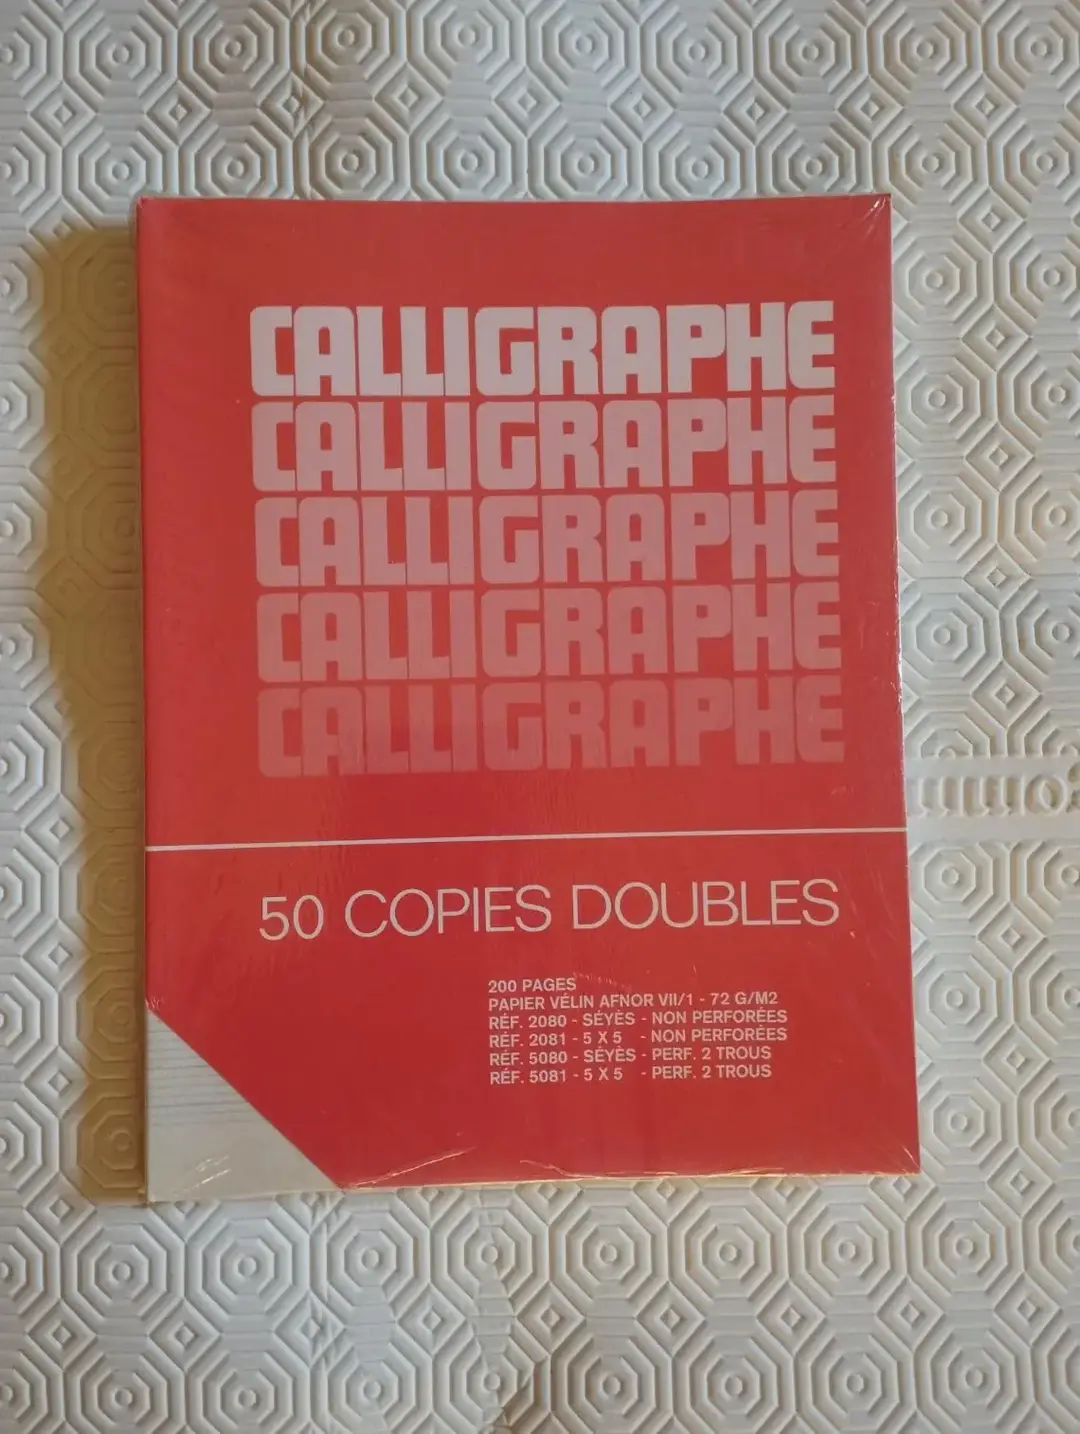 CALLIGRAPHE
CALLIGRAPHE
CALLIGRAPHE
CALLIGRAPHE
CALLIGRAPHE
50 COPIES DOUBLES
200 PAGES
PAPIER VÉLIN AFNOR VII/1 - 72 G/M2
RÉF. 2080 - SÉYÈS - NON PERFORÉES
RÉF. 2081 - 5 X 5 - NON PERFORÉES
RÉF. 5080 - SÉYÈS - PERF. 2 TROUS
RÉF. 5081 - 5 X 5 - PERF. 2 TROUS